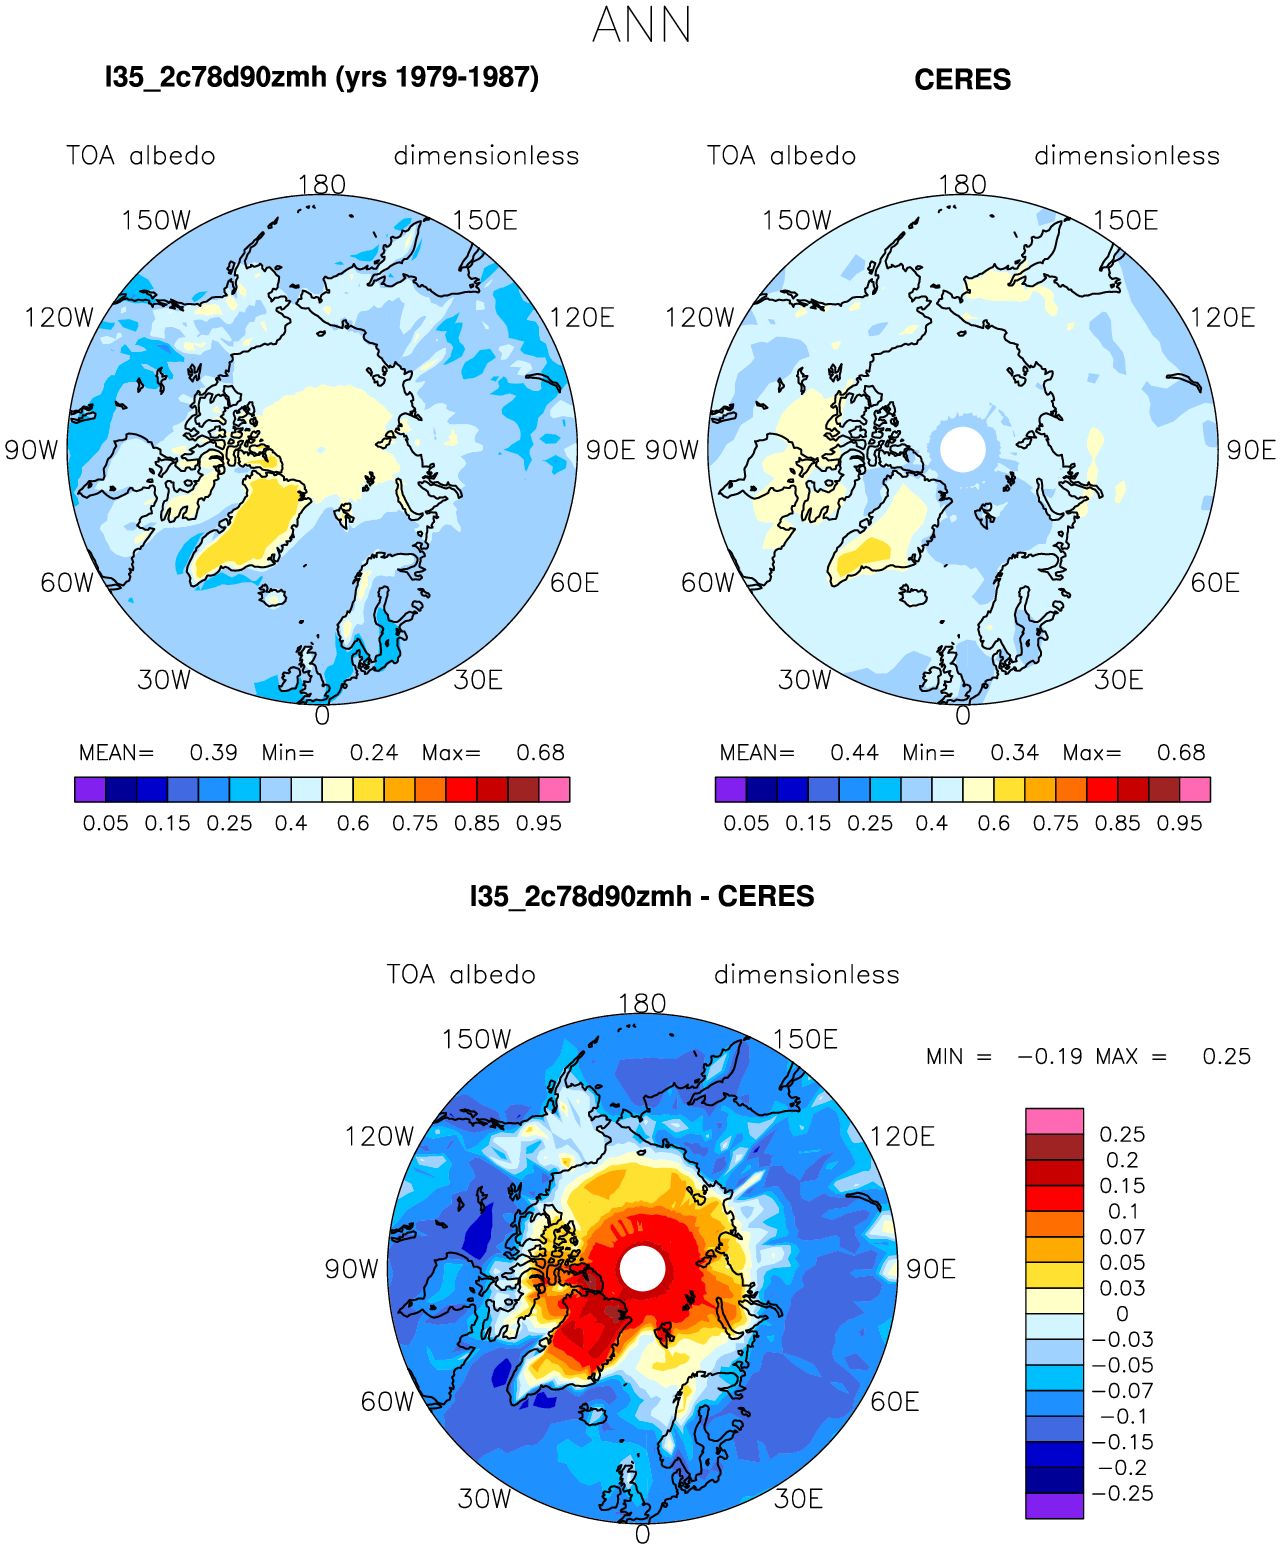 ANN
l35_2c78d90zmh (yrs 1979-1987)
CERES
TOA albedo dimensionless
TOA albedo dimensionless
180
180
150W 150E
150W 150E
120W 120E
120W 120E
90W 90E
90W 90E
60W 60E
60W 60E
30W 30E
30W 30E
0
0
MEAN= 0.39 Min= 0.24 Max= 0.68
MEAN= 0.44 Min= 0.34 Max= 0.68
0.05 0.15 0.25 0.4 0.6 0.75 0.85 0.95
0.05 0.15 0.25 0.4 0.6 0.75 0.85 0.95
l35_2c78d90zmh - CERES
TOA albedo dimensionless
180
150W 150E
MIN = -0.19 MAX = 0.25
120W 120E
90W 90E
60W 60E
30W 30E
0
0.25
0.2
0.15
0.1
0.07
0.05
0.03
0
-0.03
-0.05
-0.07
-0.1
-0.15
-0.2
-0.25